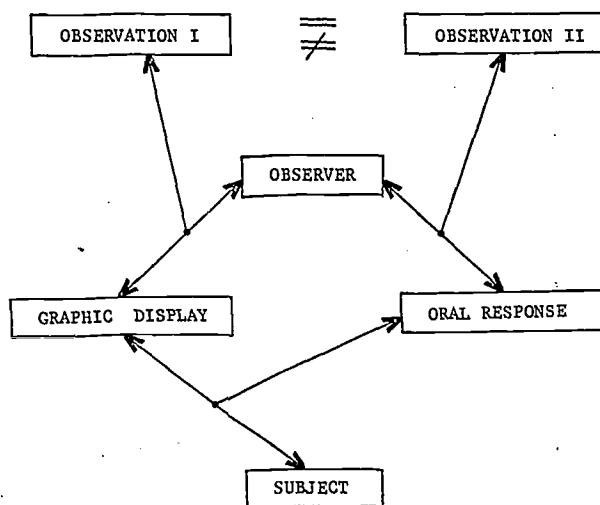 OBSERVATION I
=
≠
OBSERVATION II
OBSERVER
GRAPHIC DISPLAY
ORAL RESPONSE
SUBJECT